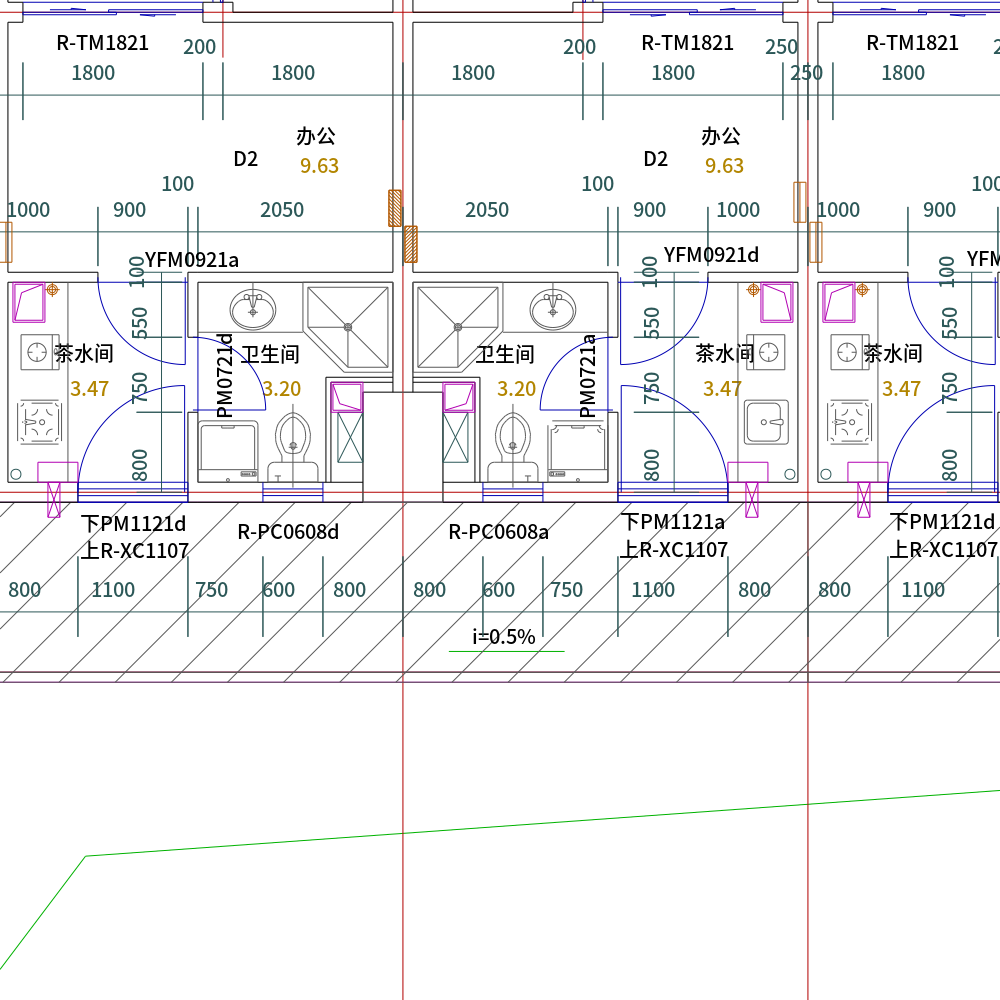 R-TM1821 200 200 R-TM1821 250 R-TM1821
1800 1800 1800 1800 250 1800
办公 办公
D2 9.63 D2 9.63
100 100 100
1000 900 2050 2050 900 1000 1000 900
YFM0921a YFM0921d YFM
100 100 100
550 550 550
茶水间 卫生间 卫生间 茶水间 茶水间
3.47 PM0721d 3.20 3.20 PM0721a 3.47 3.47
750 750 750
800 800 800
下PM1121d R-PC0608d R-PC0608a 下PM1121a 下PM1121d
上R-XC1107 上R-XC1107 上R-XC1107
800 1100 750 600 800 800 600 750 1100 800 800 1100
i=0.5%